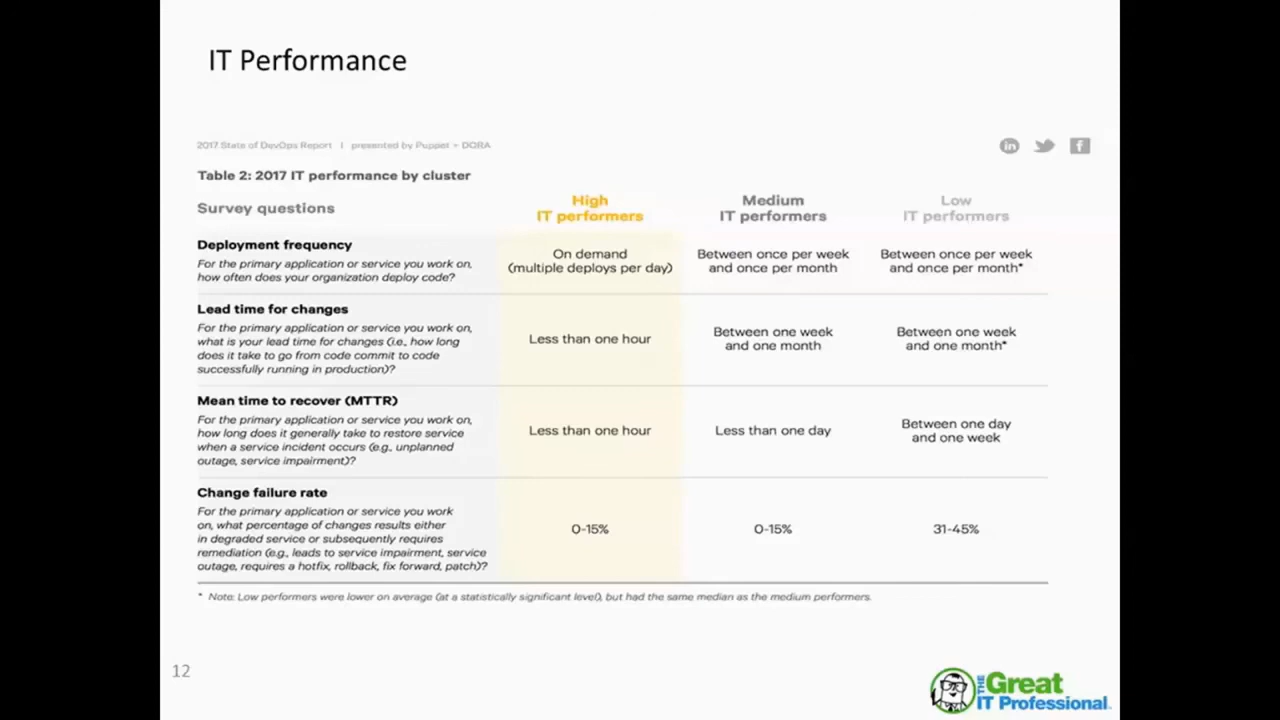 IT Performance
2017 State of DevOps Report | presented by Puppet + DORA
in
f
Table 2: 2017 IT performance by cluster
Survey questions
High
IT performers
Medium
IT performers
Low
IT performers
Deployment frequency
For the primary application or service you work on,
how often does your organization deploy code?
On demand
(multiple deploys per day)
Between once per week
and once per month
Between once per week
and once per month*
Lead time for changes
For the primary application or service you work on,
what is your lead time for changes (i.e., how long
does it take to go from code commit to code
successfully running in production)?
Less than one hour
Between one week
and one month
Between one week
and one month*
Mean time to recover (MTTR)
For the primary application or service you work on,
how long does it generally take to restore service
when a service incident occurs (e.g., unplanned
outage, service impairment)?
Less than one hour
Less than one day
Between one day
and one week
Change failure rate
For the primary application or service you work
on, what percentage of changes results either
in degraded service or subsequently requires
remediation (e.g., leads to service impairment, service
outage, requires a hotfix, rollback, fix forward, patch)?
0-15%
0-15%
31-45%
* Note: Low performers were lower on average (at a statistically significant level), but had the same median as the medium performers.
12
THE Great
IT Professional